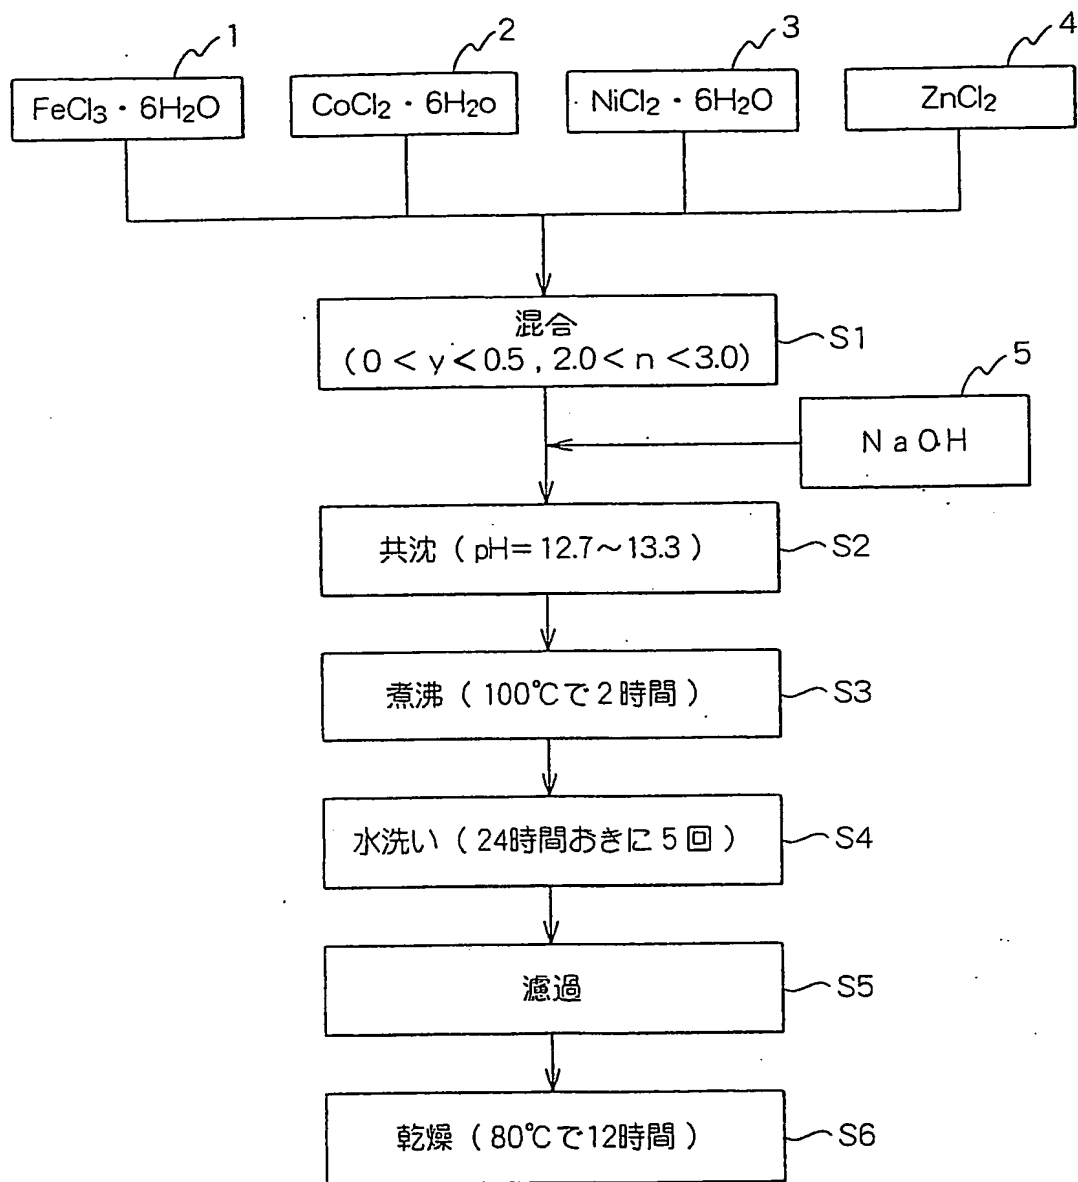 1
2
3
4
FeCl₃・6H₂O
CoCl₂・6H₂o
NiCl₂・6H₂O
ZnCl₂
混合
(0<y<0.5,2.0<n<3.0)
S1
5
NaOH
共沈(pH=12.7~13.3)
S2
煮沸(100℃で2時間)
S3
水洗い(24時間おきに5回)
S4
濾過
S5
乾燥(80℃で12時間)
S6